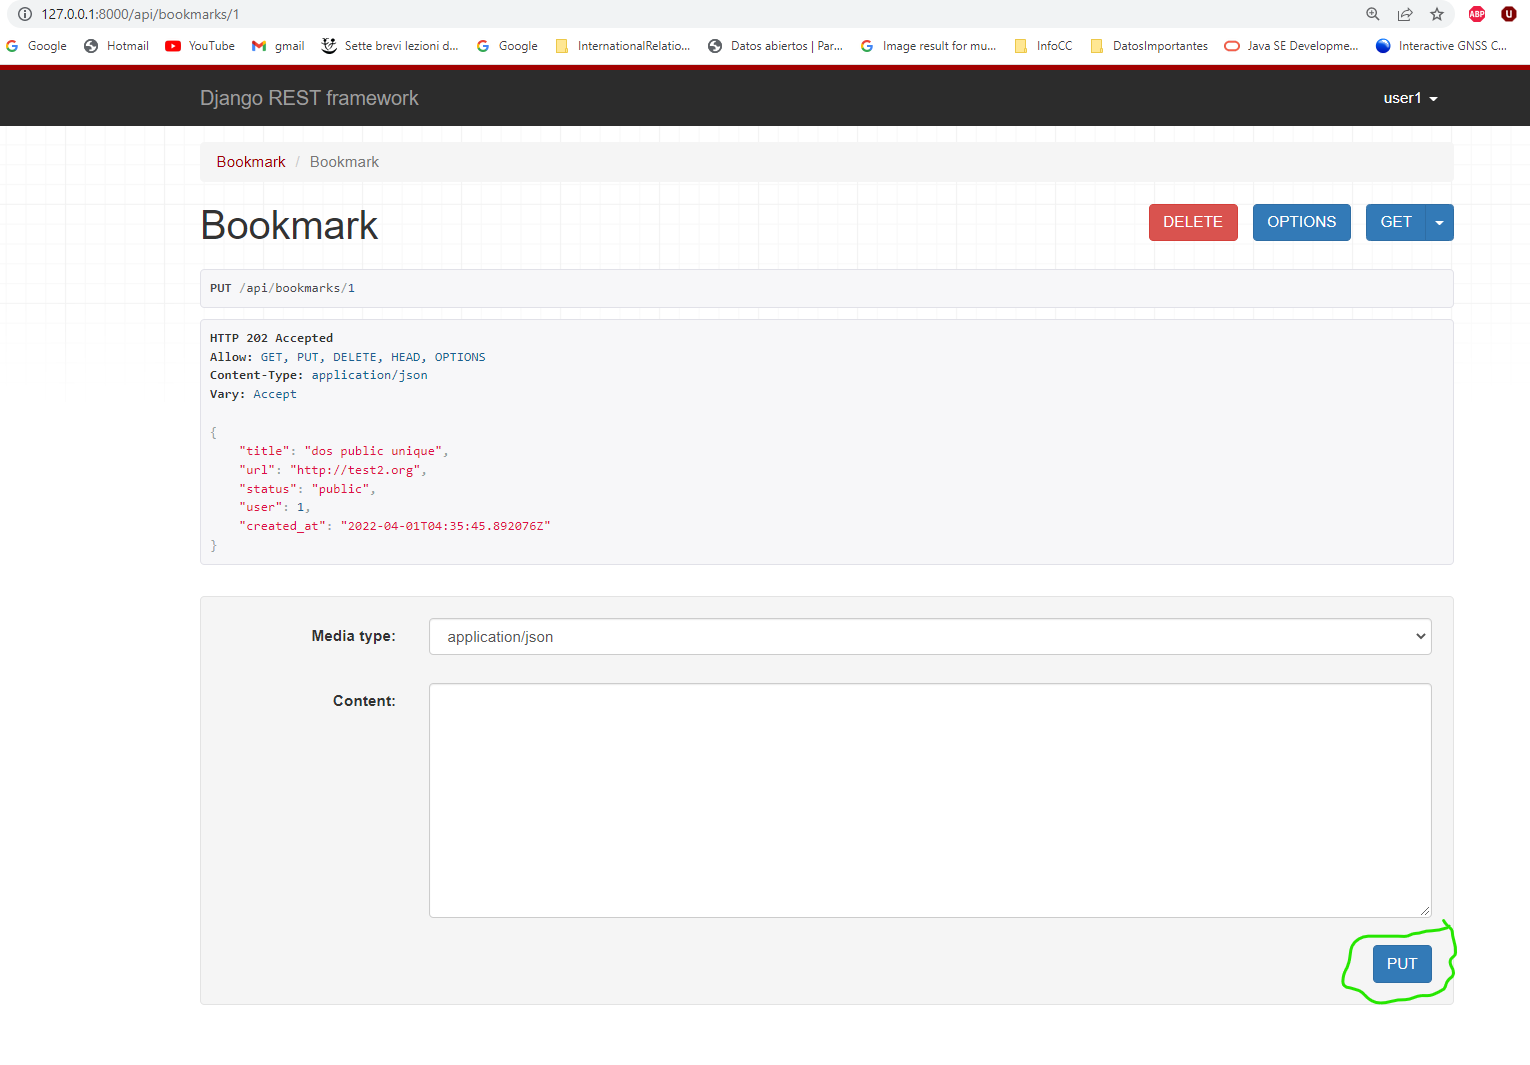 127.0.0.1:8000/api/bookmarks/1
Google Hotmail YouTube gmail Sette brevi lezioni d... Google InternationalRelatio... Datos abiertos | Par... Image result for mu... InfoCC DatosImportantes Java SE Developme... Interactive GNSS C...
ABP
U
Django REST framework user1
Bookmark / Bookmark
Bookmark DELETE OPTIONS GET
PUT /api/bookmarks/1
HTTP 202 Accepted
Allow: GET, PUT, DELETE, HEAD, OPTIONS
Content-Type: application/json
Vary: Accept
{
"title": "dos public unique",
"url": "http://test2.org",
"status": "public",
"user": 1,
"created_at": "2022-04-01T04:35:45.892076Z"
}
Media type: application/json
Content:
PUT